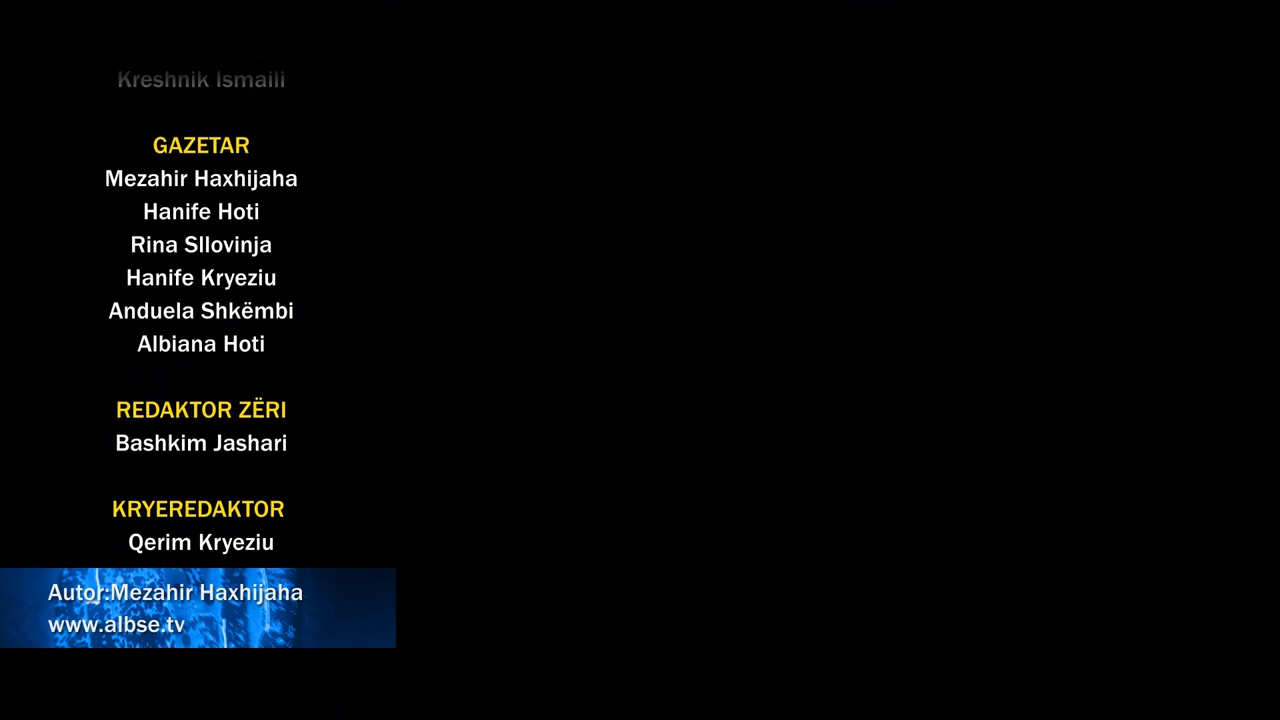 Kreshnik Ismaili
GAZETAR
Mezahir Haxhijaha
Hanife Hoti
Rina Sllovinja
Hanife Kryeziu
Anduela Shkëmbi
Albiana Hoti
REDAKTOR ZËRI
Bashkim Jashari
KRYEREDAKTOR
Qerim Kryeziu
Autor:Mezahir Haxhijaha
www.albse.tv